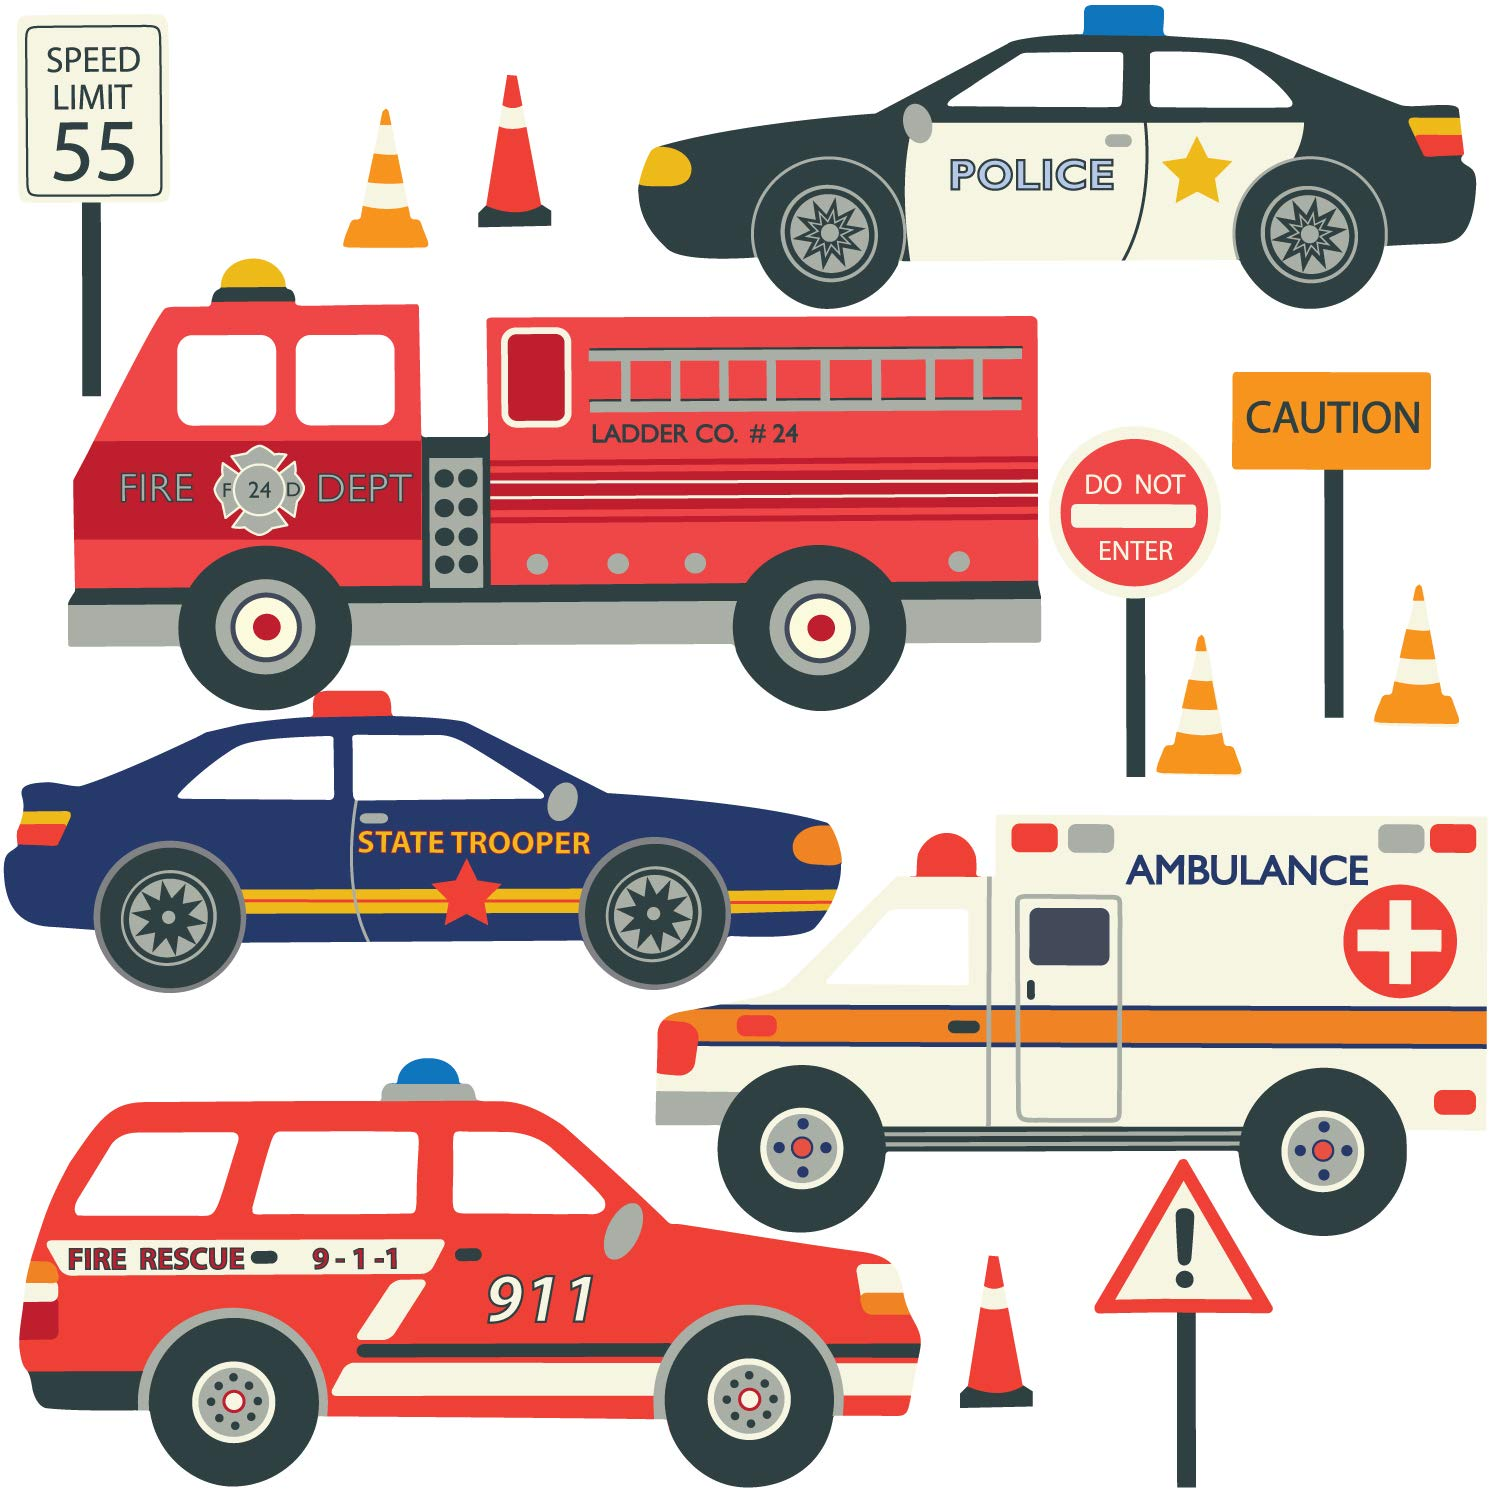 SPEED
LIMIT
55
POLICE
LADDER CO. # 24
FIRE F 24 D DEPT
CAUTION
DO NOT
ENTER
STATE TROOPER
AMBULANCE
FIRE RESCUE 9-1-1
911
!